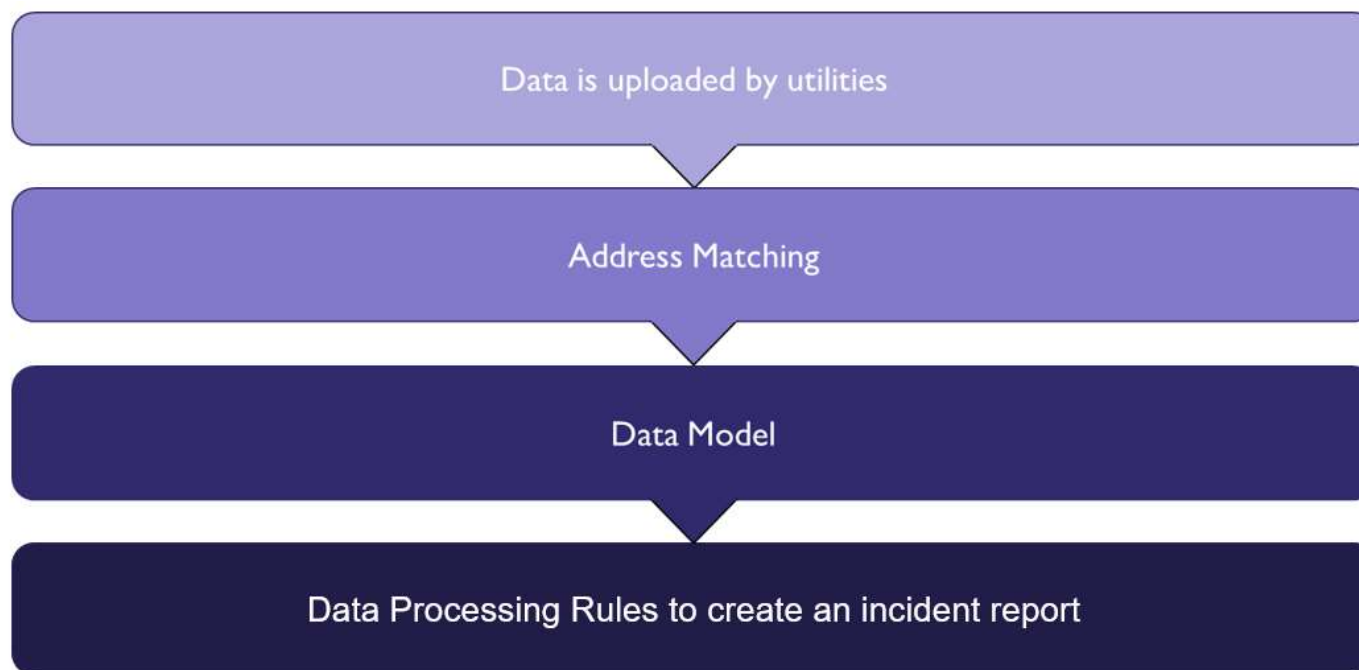 Data is uploaded by utilities
Address Matching
Data Model
Data Processing Rules to create an incident report